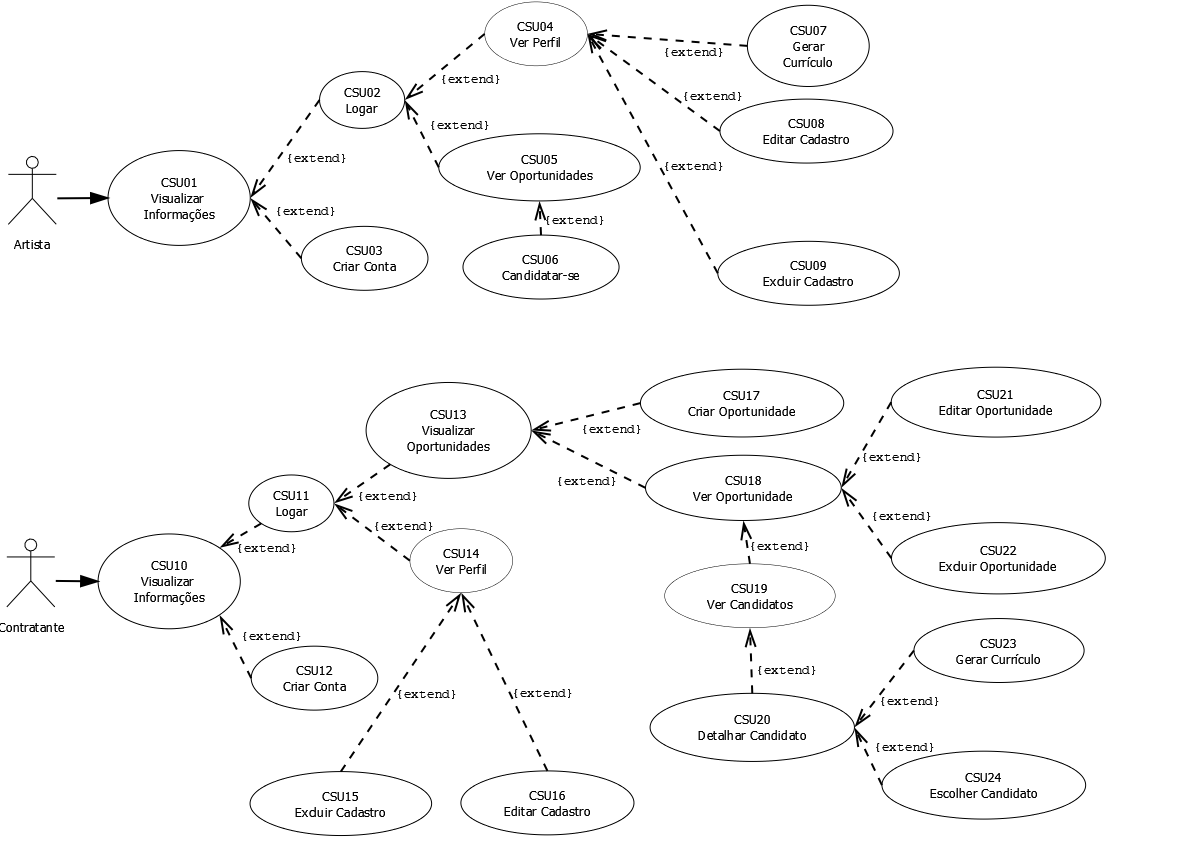 CSU04
Ver Perfil
CSU07
Gerar
Currículo
{extend}
{extend}
CSU02
Logar
{extend}
CSU08
Editar Cadastro
{extend}
CSU05
Ver Oportunidades
{extend}
{extend}
CSU01
Visualizar
Informações
{extend}
{extend}
Artista
CSU03
Criar Conta
CSU06
Candidatar-se
CSU09
Excluir Cadastro
CSU13
Visualizar
Oportunidades
CSU17
Criar Oportunidade
{extend}
CSU21
Editar Oportunidade
{extend}
{extend}
CSU18
Ver Oportunidade
CSU11
Logar
{extend}
{extend}
{extend}
{extend}
{extend}
CSU14
Ver Perfil
CSU22
Excluir Oportunidade
CSU10
Visualizar
Informações
CSU19
Ver Candidatos
Contratante
{extend}
CSU12
Criar Conta
{extend}
CSU23
Gerar Currículo
{extend}
{extend}
{extend}
CSU20
Detalhar Candidato
{extend}
CSU24
Escolher Candidato
CSU15
Excluir Cadastro
CSU16
Editar Cadastro